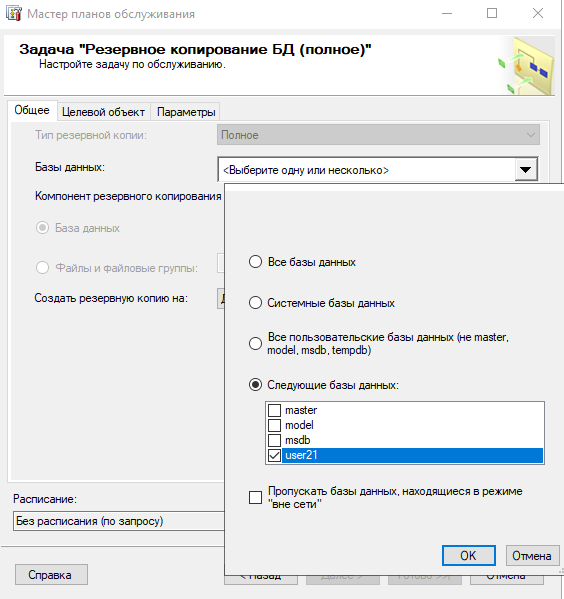 Мастер планов обслуживания
Задача "Резервное копирование БД (полное)"
Настройте задачу по обслуживанию.
Общее Целевой объект Параметры
Тип резервной копии: Полное
Базы данных: <Выберите одну или несколько>
Компонент резервного копирования
База данных
Файлы и файловые группы:
Создать резервную копию на:
Все базы данных
Системные базы данных
Все пользовательские базы данных (не master,
model, msdb, tempdb)
Следующие базы данных:
master
model
msdb
user21
Пропускать базы данных, находящиеся в режиме
"вне сети"
OK Отмена
Расписание:
Без расписания (по запросу)
Справка < Назад Далее > Готово >>| Отмена